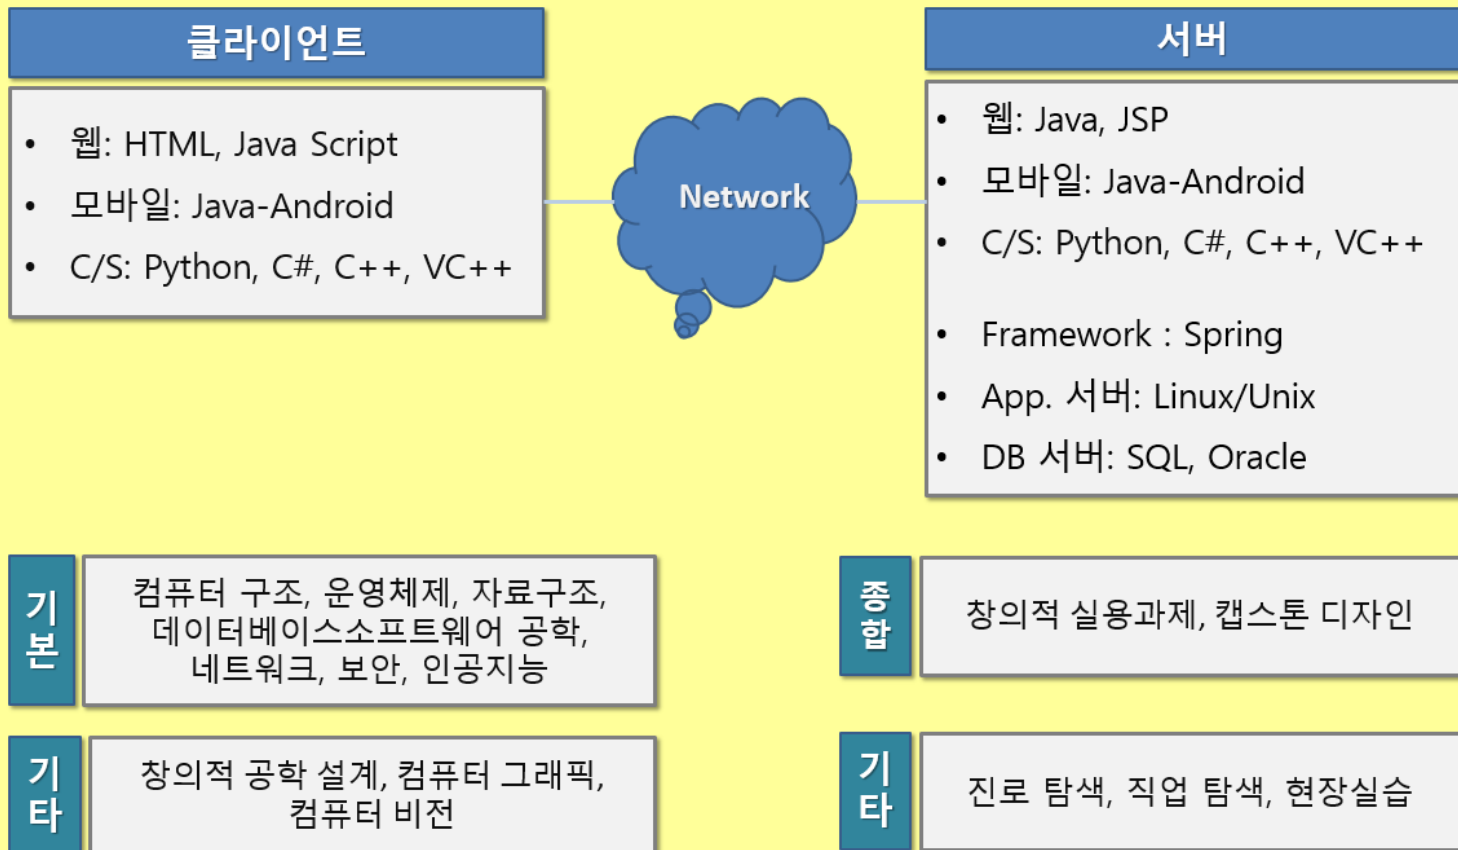 클라이언트
• 웹: HTML, Java Script
• 모바일: Java-Android
• C/S: Python, C#, C++, VC++
Network
서버
• 웹: Java, JSP
• 모바일: Java-Android
• C/S: Python, C#, C++, VC++
• Framework : Spring
• App. 서버: Linux/Unix
• DB 서버: SQL, Oracle
기본
컴퓨터 구조, 운영체제, 자료구조,
데이터베이스소프트웨어 공학,
네트워크, 보안, 인공지능
종합
창의적 실용과제, 캡스톤 디자인
기타
창의적 공학 설계, 컴퓨터 그래픽,
컴퓨터 비전
기타
진로 탐색, 직업 탐색, 현장실습